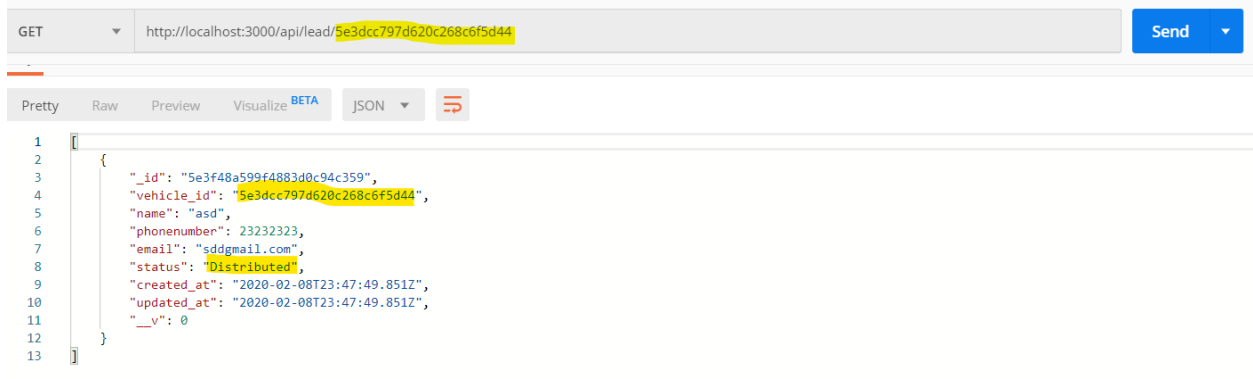 GET http://localhost:3000/api/lead/5e3dcc797d620c268c6f5d44 Send
Pretty Raw Preview Visualize BETA JSON
1 [
2 {
3 "_id": "5e3f48a599f4883d0c94c359",
4 "vehicle_id": "5e3dcc797d620c268c6f5d44",
5 "name": "asd",
6 "phonenumber": 23232323,
7 "email": "sddgmail.com",
8 "status": "Distributed",
9 "created_at": "2020-02-08T23:47:49.851Z",
10 "updated_at": "2020-02-08T23:47:49.851Z",
11 "__v": 0
12 }
13 ]